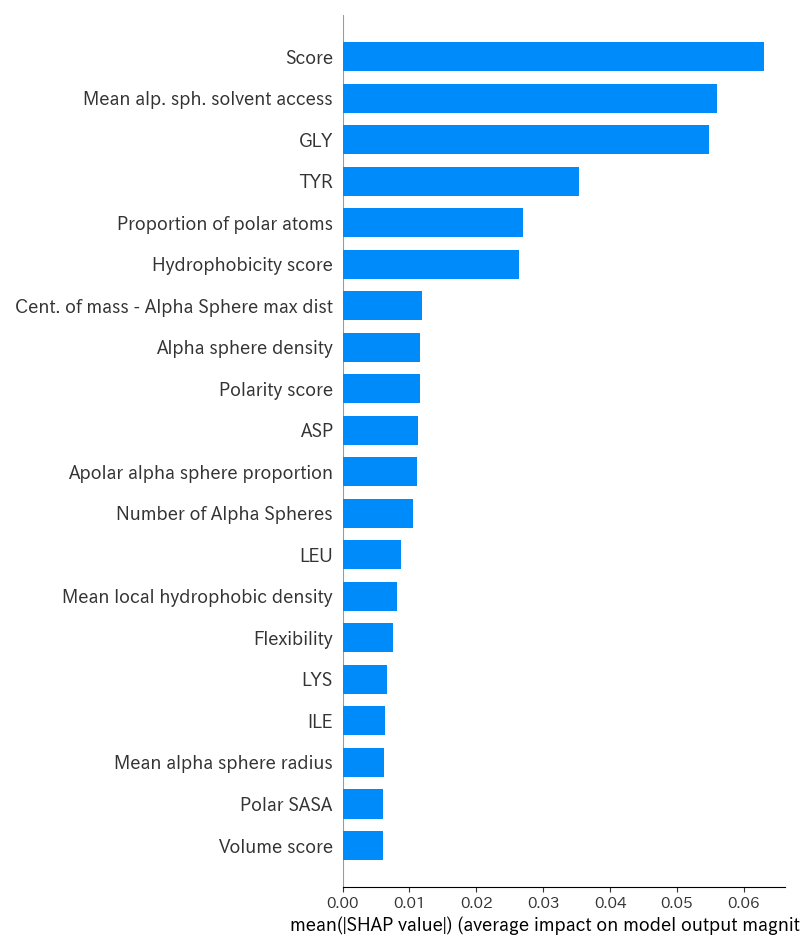 Score
Mean alp. sph. solvent access
GLY
TYR
Proportion of polar atoms
Hydrophobicity score
Cent. of mass - Alpha Sphere max dist
Alpha sphere density
Polarity score
ASP
Apolar alpha sphere proportion
Number of Alpha Spheres
LEU
Mean local hydrophobic density
Flexibility
LYS
ILE
Mean alpha sphere radius
Polar SASA
Volume score
0.00 0.01 0.02 0.03 0.04 0.05 0.06
mean(|SHAP value|) (average impact on model output magnit